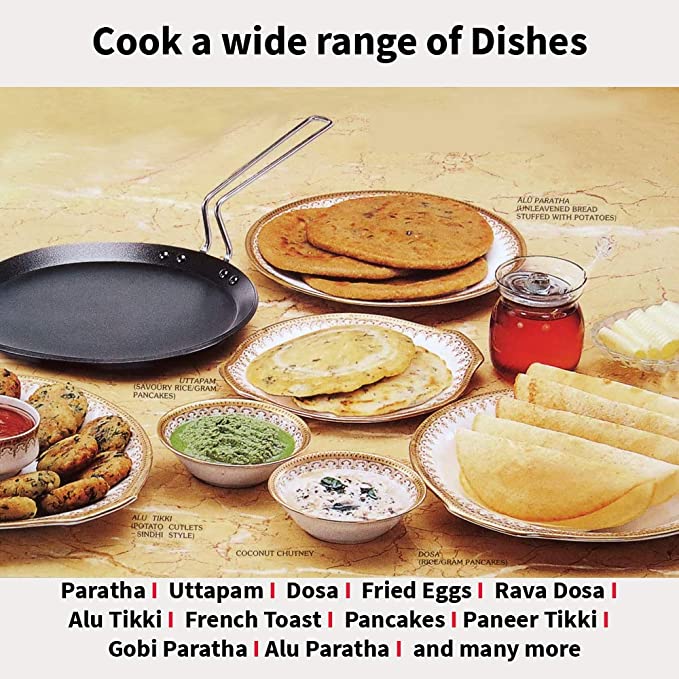 Cook a wide range of Dishes
ALŪ PARATHA
(UNLEAVENED BREAD
STUFFED WITH POTATOES)
UTTAPAM
(SAVOURY RICE/GRAM
PANCAKES)
ALU TIKKI
(POTATO CUTLETS
SINDHI STYLE)
COCONUT CHUTNEY
DOSA
(RICE/GRAM PANCAKES)
Paratha I Uttapam I Dosa I Fried Eggs I Rava Dosa I
Alu Tikki I French Toast I Pancakes I Paneer Tikki I
Gobi Paratha I Alu Paratha I and many more